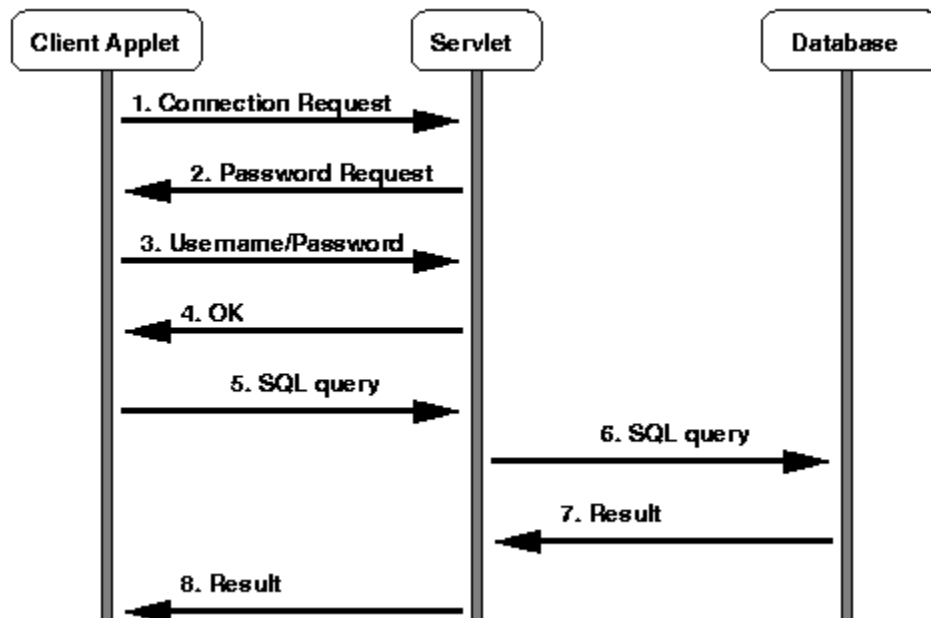 Client Applet
Servlet
Database
1. Connection Request
2. Password Request
3. Username/Password
4. OK
5. SQL query
6. SQL query
7. Result
8. Result